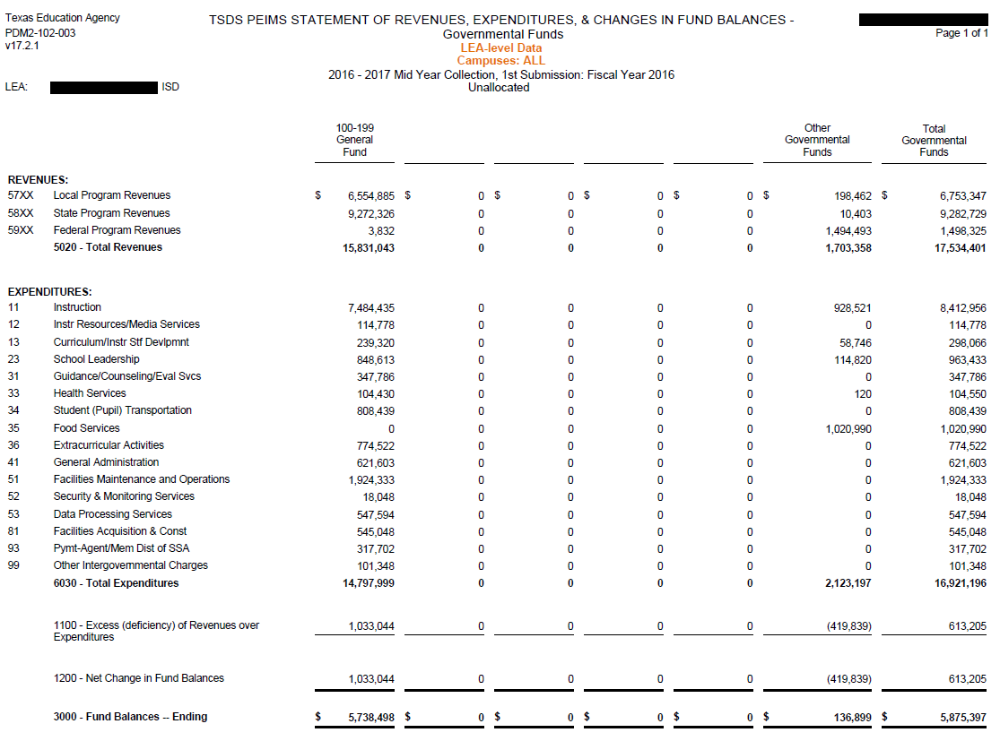 Texas Education Agency
TSDS PEIMS STATEMENT OF REVENUES, EXPENDITURES, & CHANGES IN FUND BALANCES -
PDM2-102-003
Governmental Funds
Page 1 of 1
v17.2.1
LEA-level Data
Campuses: ALL
2016 - 2017 Mid Year Collection, 1st Submission: Fiscal Year 2016
LEA: ISD
Unallocated
100-199 General Fund
Other Governmental Funds
Total Governmental Funds
REVENUES:
57XX Local Program Revenues $ 6,554,885 $ 0 $ 0 $ 0 $ 0 $ 198,462 $ 6,753,347
58XX State Program Revenues 9,272,326 0 0 0 0 10,403 9,282,729
59XX Federal Program Revenues 3,832 0 0 0 0 1,494,493 1,498,325
5020 - Total Revenues 15,831,043 0 0 0 0 1,703,358 17,534,401
EXPENDITURES:
11 Instruction 7,484,435 0 0 0 0 928,521 8,412,956
12 Instr Resources/Media Services 114,778 0 0 0 0 0 114,778
13 Curriculum/Instr Stf Devlpmnt 239,320 0 0 0 0 58,746 298,066
23 School Leadership 848,613 0 0 0 0 114,820 963,433
31 Guidance/Counseling/Eval Svcs 347,786 0 0 0 0 0 347,786
33 Health Services 104,430 0 0 0 0 120 104,550
34 Student (Pupil) Transportation 808,439 0 0 0 0 0 808,439
35 Food Services 0 0 0 0 0 1,020,990 1,020,990
36 Extracurricular Activities 774,522 0 0 0 0 0 774,522
41 General Administration 621,603 0 0 0 0 0 621,603
51 Facilities Maintenance and Operations 1,924,333 0 0 0 0 0 1,924,333
52 Security & Monitoring Services 18,048 0 0 0 0 0 18,048
53 Data Processing Services 547,594 0 0 0 0 0 547,594
81 Facilities Acquisition & Const 545,048 0 0 0 0 0 545,048
93 Pymt-Agent/Mem Dist of SSA 317,702 0 0 0 0 0 317,702
99 Other Intergovernmental Charges 101,348 0 0 0 0 0 101,348
6030 - Total Expenditures 14,797,999 0 0 0 0 2,123,197 16,921,196
1100 - Excess (deficiency) of Revenues over 1,033,044 0 0 0 0 (419,839) 613,205
Expenditures
1200 - Net Change in Fund Balances 1,033,044 0 0 0 0 (419,839) 613,205
3000 - Fund Balances -- Ending $ 5,738,498 $ 0 $ 0 $ 0 $ 0 $ 136,899 $ 5,875,397